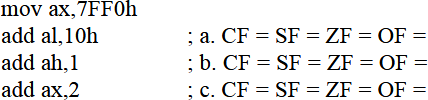 mov ax,7FF0h
add al,10h ; a. CF = SF = ZF = OF =
add ah,1 ; b. CF = SF = ZF = OF =
add ax,2 ; c. CF = SF = ZF = OF =